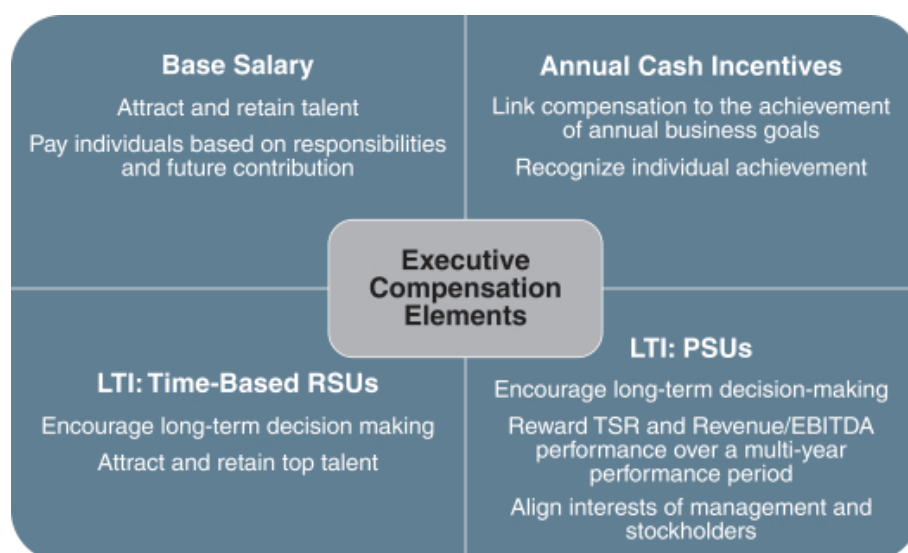 Base Salary
Attract and retain talent
Pay individuals based on responsibilities
and future contribution
Annual Cash Incentives
Link compensation to the achievement
of annual business goals
Recognize individual achievement
Executive
Compensation
Elements
LTI: Time-Based RSUs
Encourage long-term decision making
Attract and retain top talent
LTI: PSUs
Encourage long-term decision-making
Reward TSR and Revenue/EBITDA
performance over a multi-year
performance period
Align interests of management and
stockholders